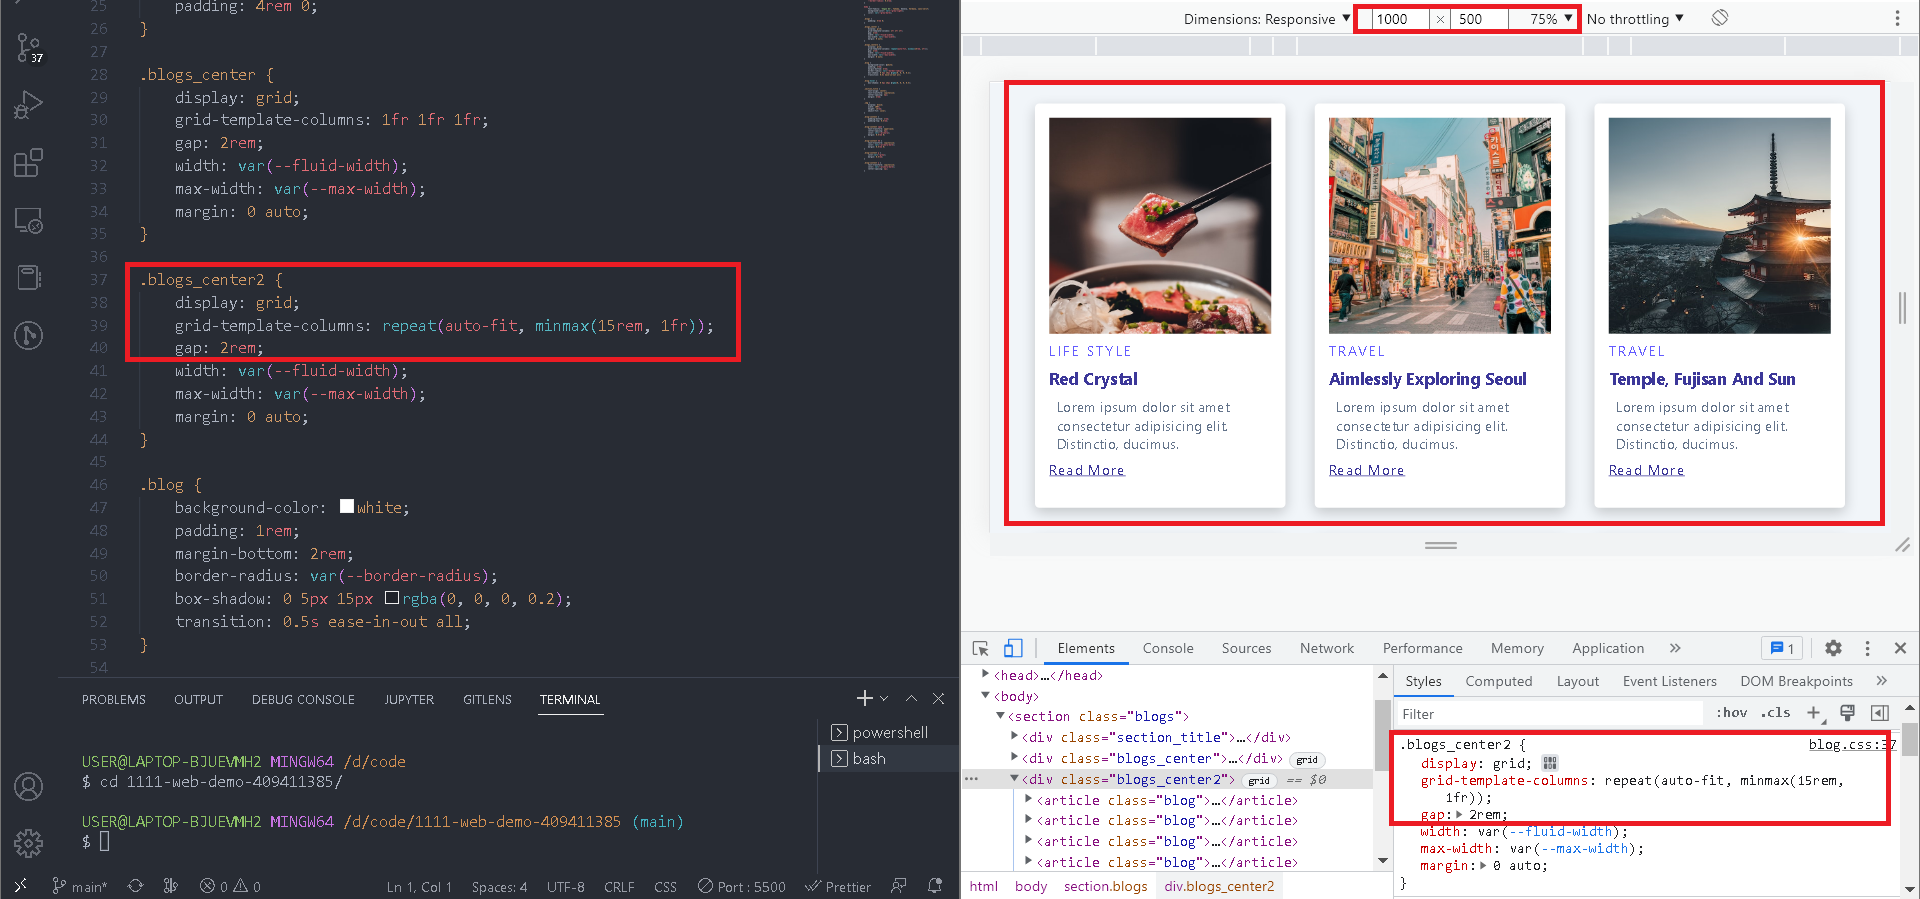 25 padding: 4rem 0;
26 }
27
28 .blogs_center {
29 display: grid;
30 grid-template-columns: 1fr 1fr 1fr;
31 gap: 2rem;
32 width: var(--fluid-width);
33 max-width: var(--max-width);
34 margin: 0 auto;
35 }
36
37 .blogs_center2 {
38 display: grid;
39 grid-template-columns: repeat(auto-fit, minmax(15rem, 1fr));
40 gap: 2rem;
41 width: var(--fluid-width);
42 max-width: var(--max-width);
43 margin: 0 auto;
44 }
45
46 .blog {
47 background-color: white;
48 padding: 1rem;
49 margin-bottom: 2rem;
50 border-radius: var(--border-radius);
51 box-shadow: 0 5px 15px rgba(0, 0, 0, 0.2);
52 transition: 0.5s ease-in-out all;
53 }
54
37
PROBLEMS OUTPUT DEBUG CONSOLE JUPYTER GITLENS TERMINAL
powershell
bash
USER@LAPTOP-BJUEVMH2 MINGW64 /d/code
$ cd 1111-web-demo-409411385/
USER@LAPTOP-BJUEVMH2 MINGW64 /d/code/1111-web-demo-409411385 (main)
$
main* 0 0 Ln 1, Col 1 Spaces: 4 UTF-8 CRLF CSS Port : 5500 Prettier
Dimensions: Responsive 1000 × 500 75% No throttling
LIFE STYLE
Red Crystal
Lorem ipsum dolor sit amet
consectetur adipisicing elit.
Distinctio, ducimus.
Read More
TRAVEL
Aimlessly Exploring Seoul
Lorem ipsum dolor sit amet
consectetur adipisicing elit.
Distinctio, ducimus.
Read More
TRAVEL
Temple, Fujisan And Sun
Lorem ipsum dolor sit amet
consectetur adipisicing elit.
Distinctio, ducimus.
Read More
Elements Console Sources Network Performance Memory Application » 1
<head>…</head>
<body>
<section class="blogs">
<div class="section_title">…</div>
<div class="blogs_center">…</div> grid
<div class="blogs_center2"> grid == $0
<article class="blog">…</article>
<article class="blog">…</article>
<article class="blog">…</article>
<article class="blog">…</article>
html body section.blogs div.blogs_center2
Styles Computed Layout Event Listeners DOM Breakpoints »
Filter :hov .cls +
.blogs_center2 { blog.css:37
display: grid;
grid-template-columns: repeat(auto-fit, minmax(15rem,
1fr));
gap: 2rem;
width: var(--fluid-width);
max-width: var(--max-width);
margin: 0 auto;
}